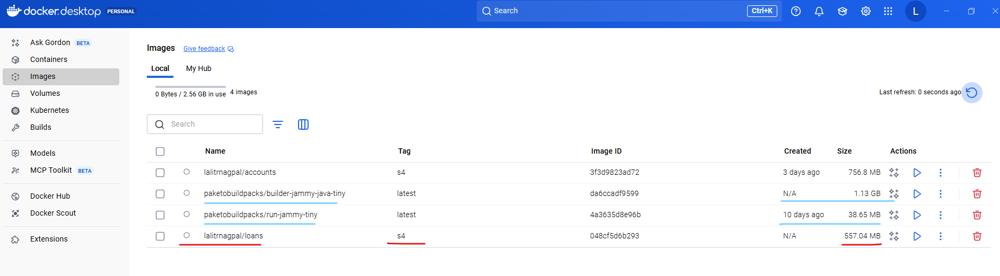 docker.desktop PERSONAL
Search Ctrl+K
L
Ask Gordon BETA
Containers
Images
Volumes
Kubernetes
Builds
Models
MCP Toolkit BETA
Docker Hub
Docker Scout
Extensions
Images Give feedback
Local My Hub
0 Bytes / 2.56 GB in use 4 images
Last refresh: 0 seconds ago
Search
Name Tag Image ID Created Size Actions
lalitrnagpal/accounts s4 3f3d9823ad72 3 days ago 756.8 MB
paketobuildpacks/builder-jammy-java-tiny latest da6ccadf9599 N/A 1.13 GB
paketobuildpacks/run-jammy-tiny latest 4a3635d8e96b 10 days ago 38.65 MB
lalitrnagpal/loans s4 048cf5d6b293 N/A 557.04 MB